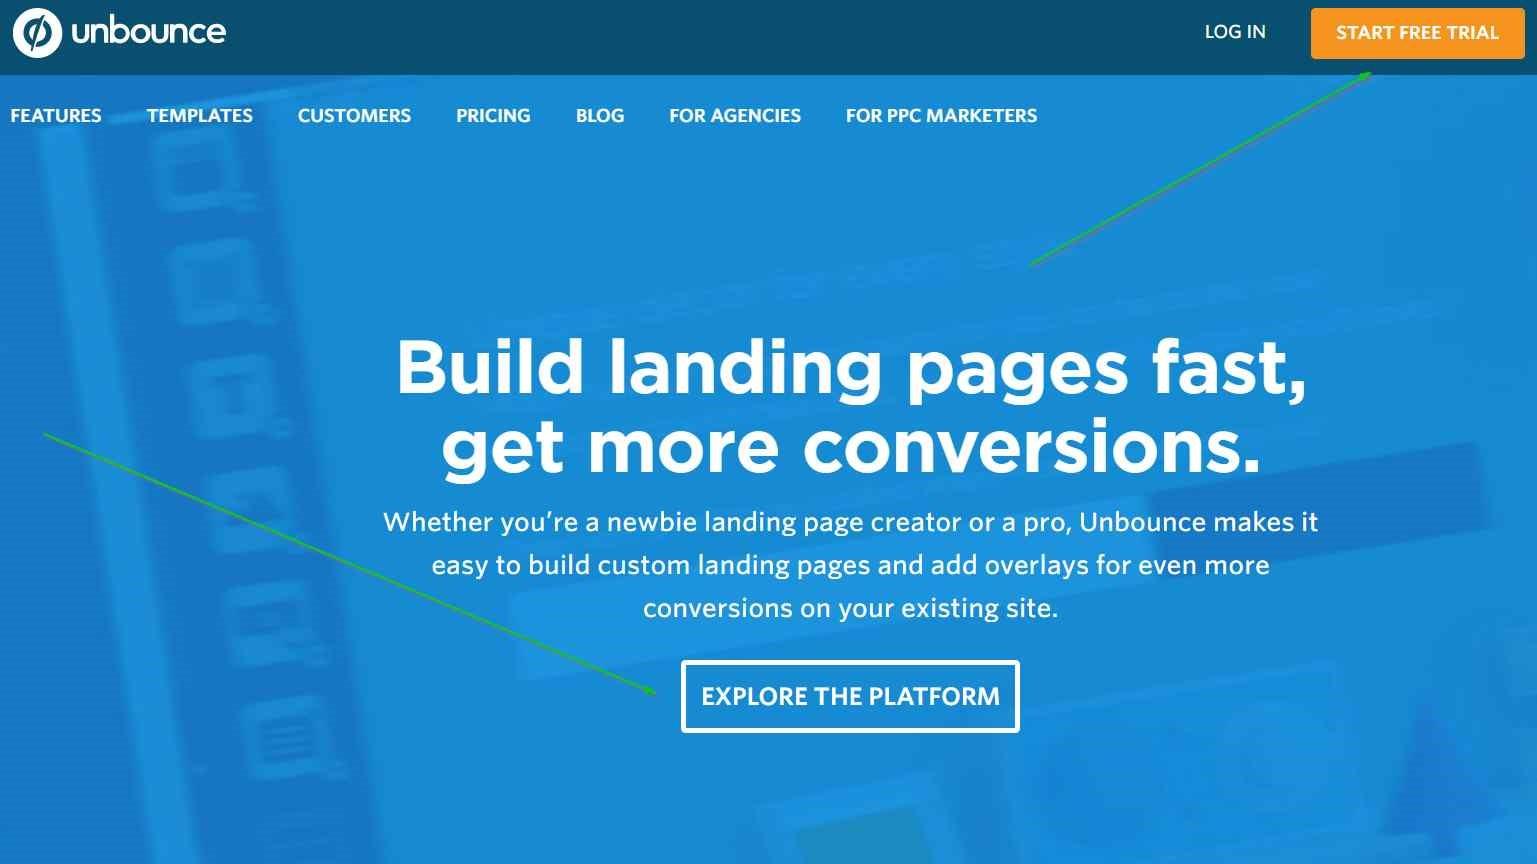 unbounce
LOG IN
START FREE TRIAL
FEATURES TEMPLATES CUSTOMERS PRICING BLOG FOR AGENCIES FOR PPC MARKETERS
Build landing pages fast,
get more conversions.
Whether you’re a newbie landing page creator or a pro, Unbounce makes it
easy to build custom landing pages and add overlays for even more
conversions on your existing site.
EXPLORE THE PLATFORM